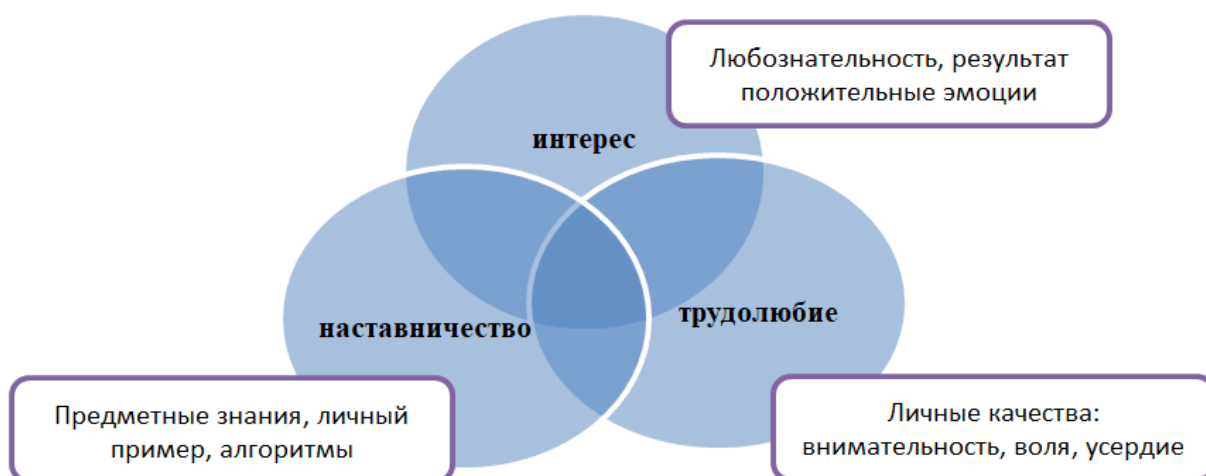 Любознательность, результат
положительные эмоции
интерес
наставничество
трудолюбие
Предметные знания, личный
пример, алгоритмы
Личные качества:
внимательность, воля, усердие